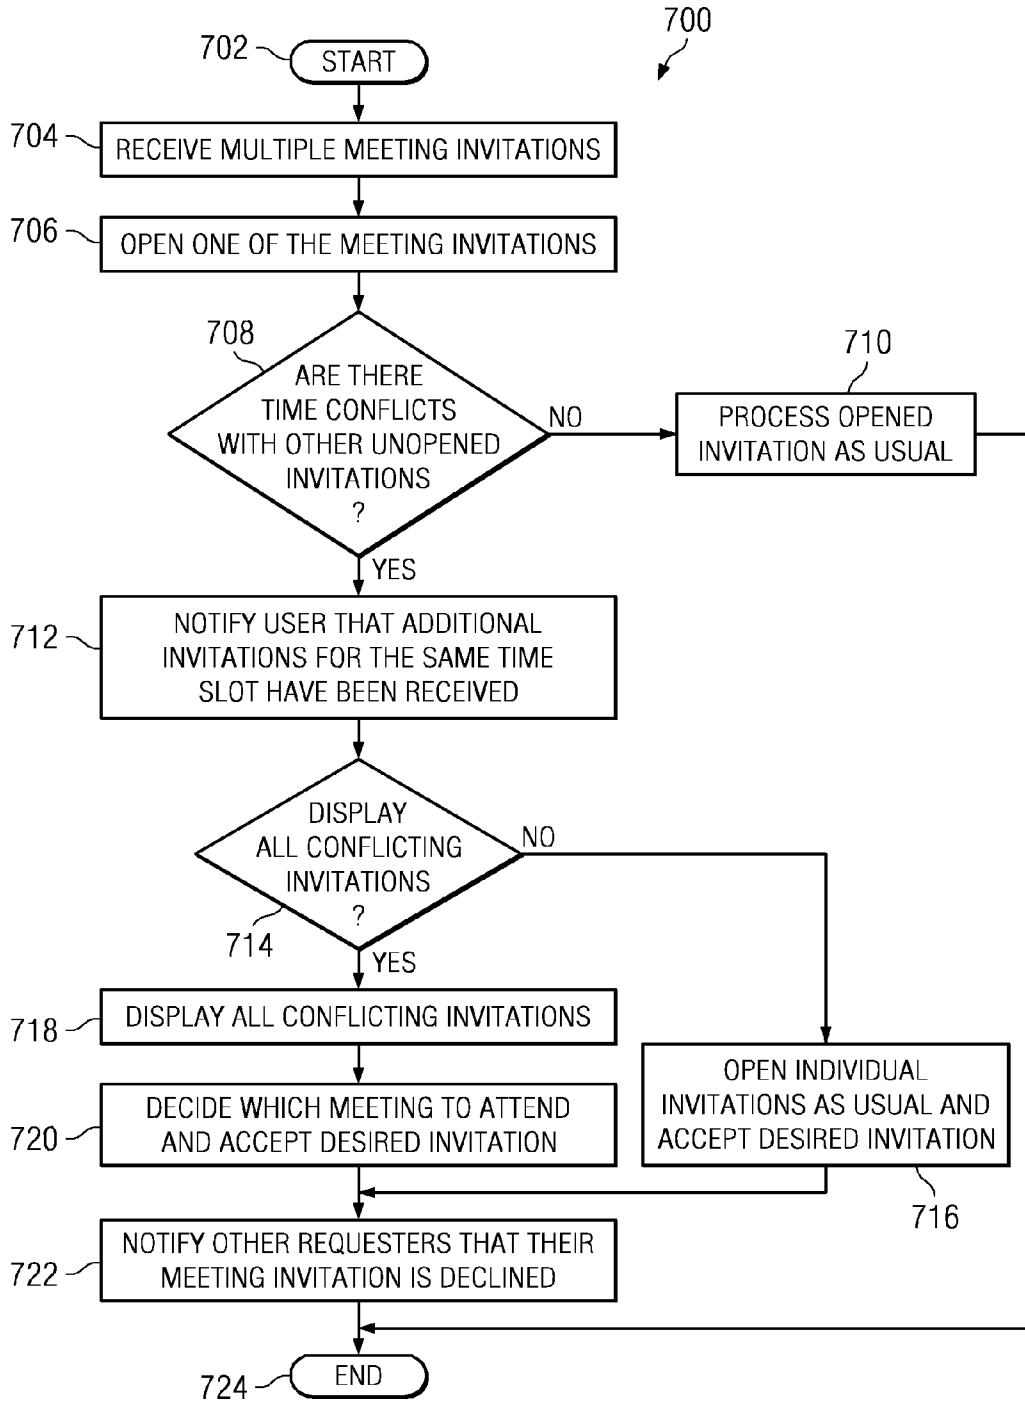 700
702
START
704
RECEIVE MULTIPLE MEETING INVITATIONS
706
OPEN ONE OF THE MEETING INVITATIONS
708
ARE THERE
TIME CONFLICTS
WITH OTHER UNOPENED
INVITATIONS
?
NO
710
PROCESS OPENED
INVITATION AS USUAL
YES
712
NOTIFY USER THAT ADDITIONAL
INVITATIONS FOR THE SAME TIME
SLOT HAVE BEEN RECEIVED
DISPLAY
ALL CONFLICTING
INVITATIONS
?
714
NO
YES
718
DISPLAY ALL CONFLICTING INVITATIONS
720
DECIDE WHICH MEETING TO ATTEND
AND ACCEPT DESIRED INVITATION
OPEN INDIVIDUAL
INVITATIONS AS USUAL AND
ACCEPT DESIRED INVITATION
716
722
NOTIFY OTHER REQUESTERS THAT THEIR
MEETING INVITATION IS DECLINED
724
END